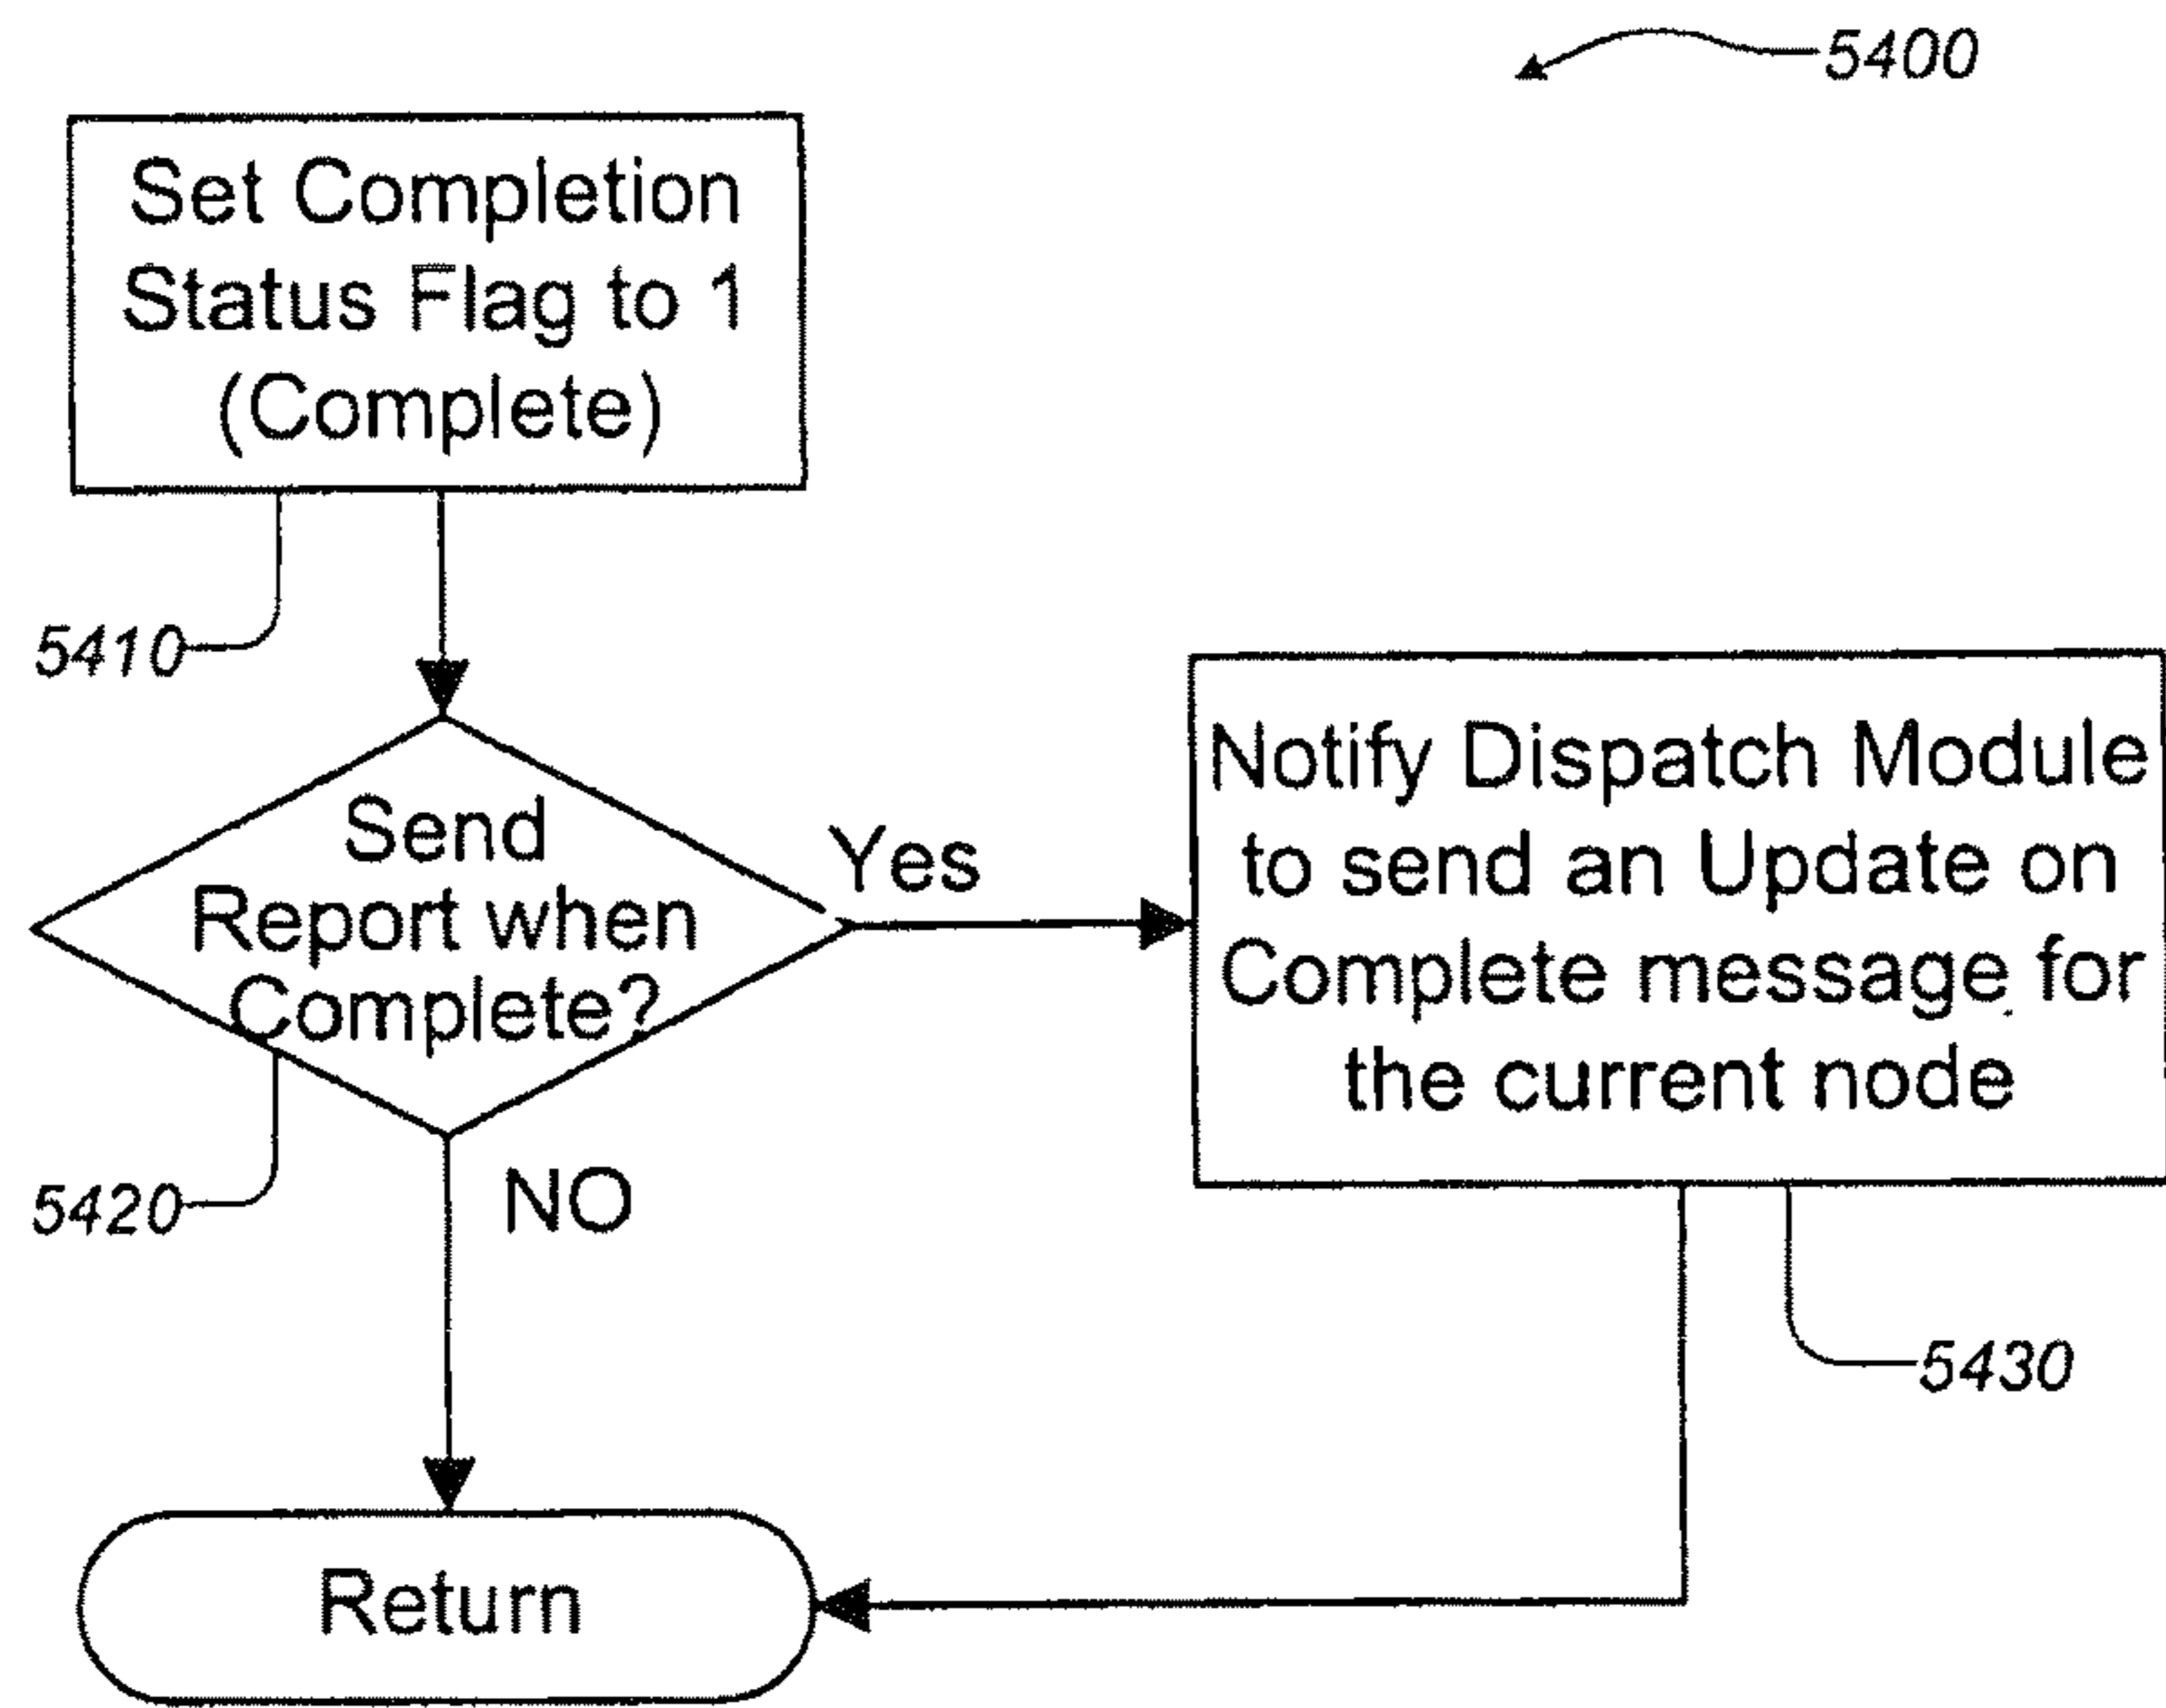 5400
Set Completion
Status Flag to 1
(Complete)
5410
Send
Report when
Complete?
Yes
Notify Dispatch Module
to send an Update on
Complete message for
the current node
5420
NO
5430
Return